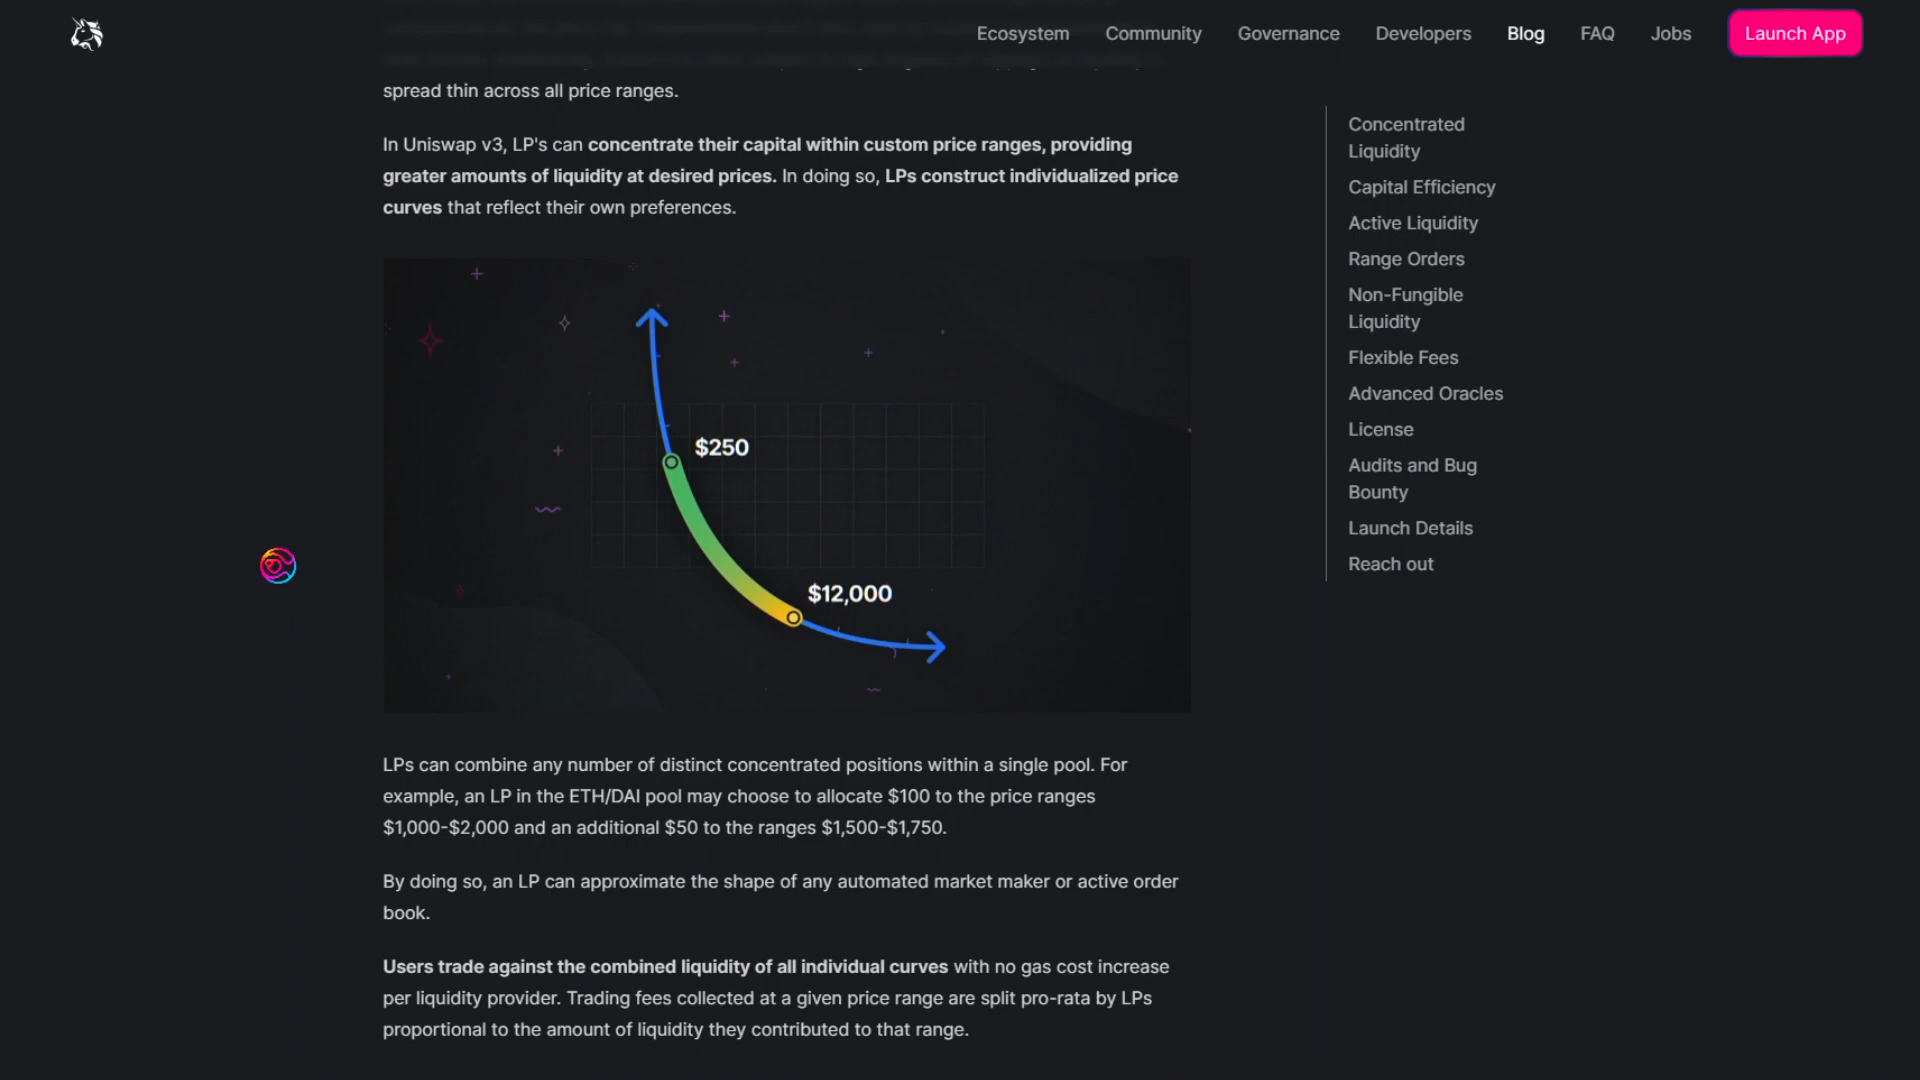 Ecosystem Community Governance Developers Blog FAQ Jobs Launch App
spread thin across all price ranges.
In Uniswap v3, LP's can concentrate their capital within custom price ranges, providing
greater amounts of liquidity at desired prices. In doing so, LPs construct individualized price
curves that reflect their own preferences.
$250
$12,000
LPs can combine any number of distinct concentrated positions within a single pool. For
example, an LP in the ETH/DAI pool may choose to allocate $100 to the price ranges
$1,000-$2,000 and an additional $50 to the ranges $1,500-$1,750.
By doing so, an LP can approximate the shape of any automated market maker or active order
book.
Users trade against the combined liquidity of all individual curves with no gas cost increase
per liquidity provider. Trading fees collected at a given price range are split pro-rata by LPs
proportional to the amount of liquidity they contributed to that range.
Concentrated
Liquidity
Capital Efficiency
Active Liquidity
Range Orders
Non-Fungible
Liquidity
Flexible Fees
Advanced Oracles
License
Audits and Bug
Bounty
Launch Details
Reach out